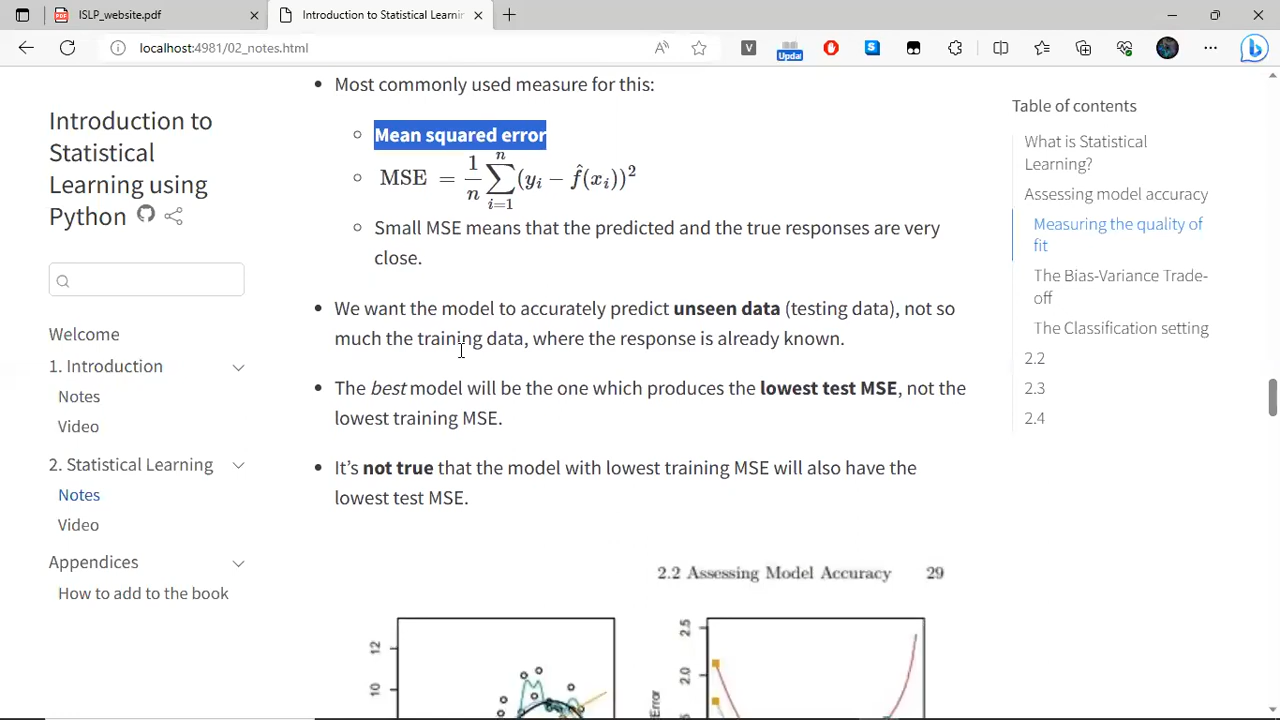 ISLP_website.pdf
Introduction to Statistical Learnin
localhost:4981/02_notes.html
Upda
Introduction to
Statistical
Learning using
Python
Welcome
1. Introduction
Notes
Video
2. Statistical Learning
Notes
Video
Appendices
How to add to the book
Most commonly used measure for this:
Mean squared error
MSE = \frac{1}{n} \sum_{i=1}^{n} (y_i − \hat{f}(x_i))^2
Small MSE means that the predicted and the true responses are very
close.
We want the model to accurately predict unseen data (testing data), not so
much the training data, where the response is already known.
The best model will be the one which produces the lowest test MSE, not the
lowest training MSE.
It’s not true that the model with lowest training MSE will also have the
lowest test MSE.
2.2 Assessing Model Accuracy 29
12
10
2.5
2.0
Error
Table of contents
What is Statistical
Learning?
Assessing model accuracy
Measuring the quality of
fit
The Bias-Variance Trade-
off
The Classification setting
2.2
2.3
2.4